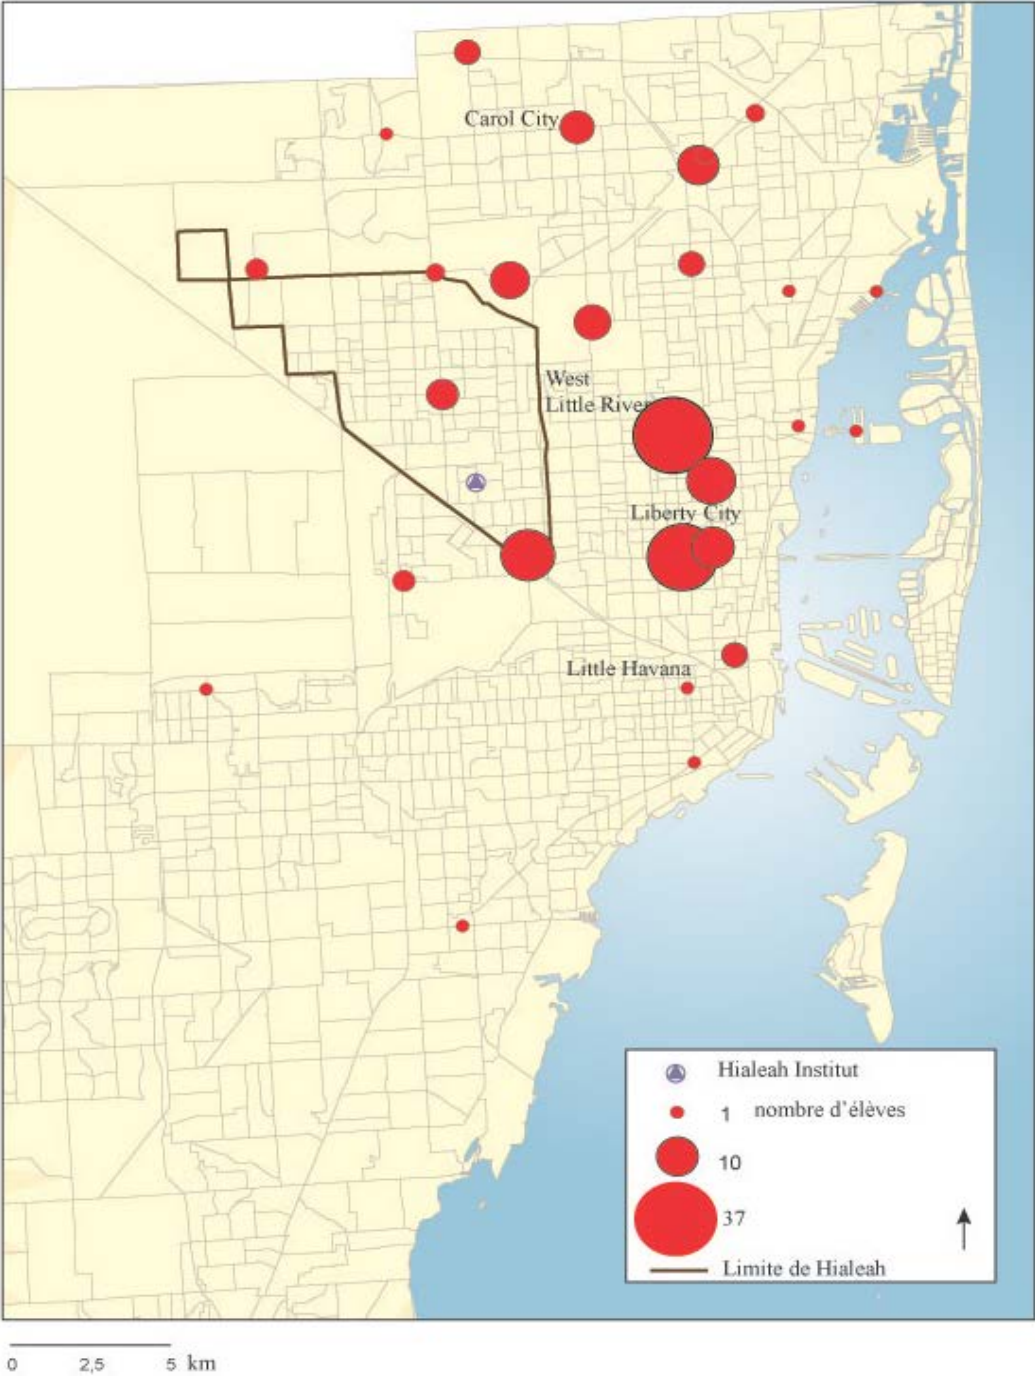 Carol City
West
Little River
Liberty City
Little Havana
Hialeah Institut
1 nombre d'élèves
10
37
Limite de Hialeah
0 2,5 5 km